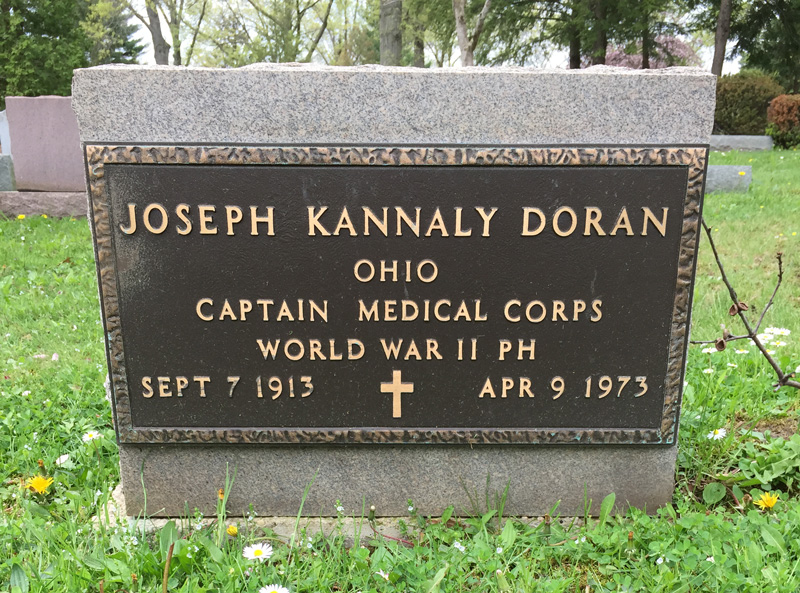 JOSEPH KANNALY DORAN
OHIO
CAPTAIN MEDICAL CORPS
WORLD WAR II PH
SEPT 7 1913 APR 9 1973